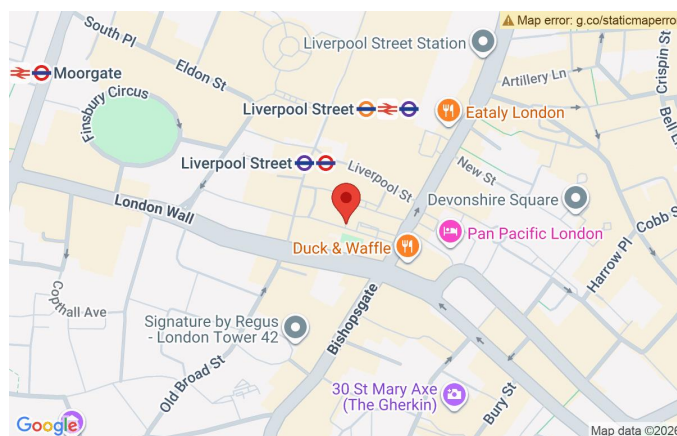 Map error: g.co/staticmaperro
South Pl
Liverpool Street Station
Crispin St
Moorgate
Eldon St
Artillery Ln
Finsbury Circus
Liverpool Street
Eataly London
Bell L
Liverpool Street
Liverpool St
New St
London Wall
Devonshire Square
Cobb S
Pan Pacific London
Duck & Waffle
Harrow Pl
Copthall Ave
Signature by Regus
- London Tower 42
Bishopsgate
Old Broad St
30 St Mary Axe
(The Gherkin)
Bury St
Google
Map data ©2026